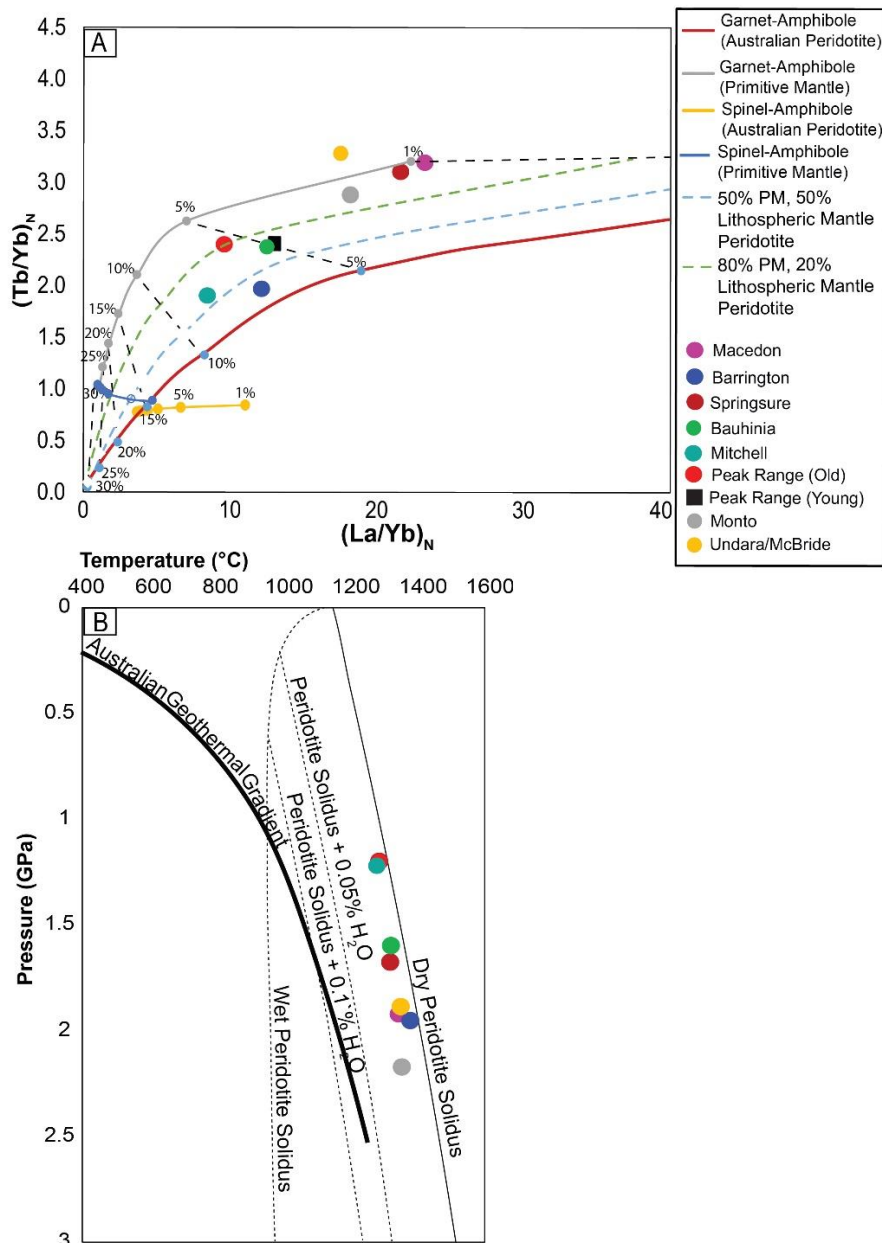 A
4.5
4.0
3.5
3.0
2.5
2.0
1.5
1.0
0.5
0.0
(Tb/Yb)N
1%
5%
10%
15%
20%
25%
30%
5%
10%
15%
20%
25%
30%
5%
1%
0
10
20
30
40
(La/Yb)N
Garnet-Amphibole
(Australian Peridotite)
Garnet-Amphibole
(Primitive Mantle)
Spinel-Amphibole
(Australian Peridotite)
Spinel-Amphibole
(Primitive Mantle)
50% PM, 50%
Lithospheric Mantle
Peridotite
80% PM, 20%
Lithospheric Mantle
Peridotite
Macedon
Barrington
Springsure
Bauhinia
Mitchell
Peak Range (Old)
Peak Range (Young)
Monto
Undara/McBride
Temperature (°C)
400 600 800 1000 1200 1400 1600
B
0
0.5
1
1.5
2
2.5
3
Pressure (GPa)
Australian Geothermal Gradient
Peridotite Solidus + 0.05% H2O
Peridotite Solidus + 0.1% H2O
Wet Peridotite Solidus
Dry Peridotite Solidus